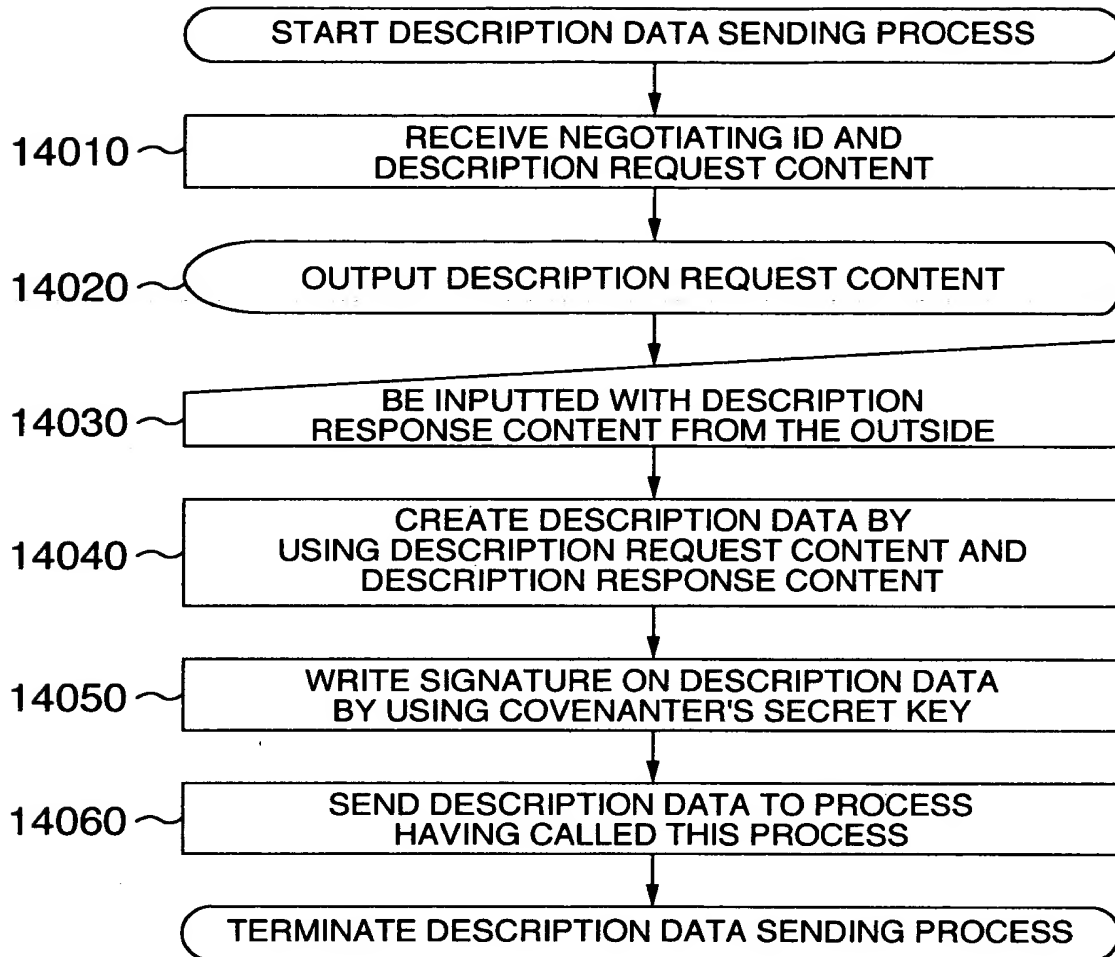 START DESCRIPTION DATA SENDING PROCESS
14010
RECEIVE NEGOTIATING ID AND
DESCRIPTION REQUEST CONTENT
14020
OUTPUT DESCRIPTION REQUEST CONTENT
14030
BE INPUTTED WITH DESCRIPTION
RESPONSE CONTENT FROM THE OUTSIDE
14040
CREATE DESCRIPTION DATA BY
USING DESCRIPTION REQUEST CONTENT AND
DESCRIPTION RESPONSE CONTENT
14050
WRITE SIGNATURE ON DESCRIPTION DATA
BY USING COVENANTER'S SECRET KEY
14060
SEND DESCRIPTION DATA TO PROCESS
HAVING CALLED THIS PROCESS
TERMINATE DESCRIPTION DATA SENDING PROCESS